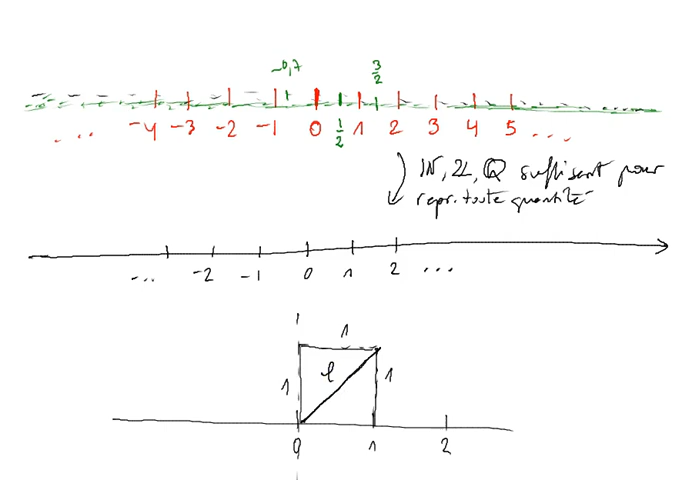 -0,7 3/2
... -4 -3 -2 -1 0 1/2 1 2 3 4 5 ...
ℕ, ℤ, ℚ suffisent pour
repr. toute quantité
... -2 -1 0 1 2 ...
1
1 l 1
0 1 2